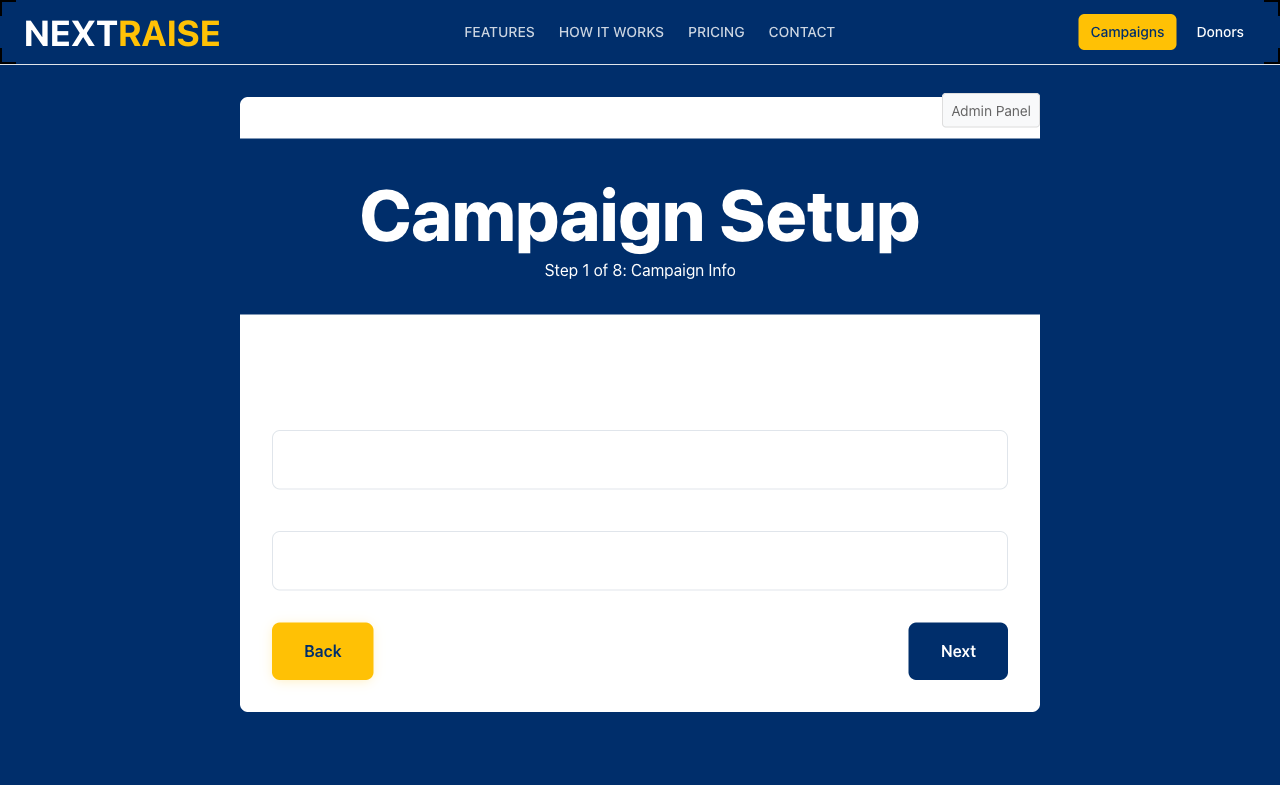 NEXTRAISE
FEATURES
HOW IT WORKS
PRICING
CONTACT
Campaigns
Donors
Admin Panel
Campaign Setup
Step 1 of 8: Campaign Info
Back
Next